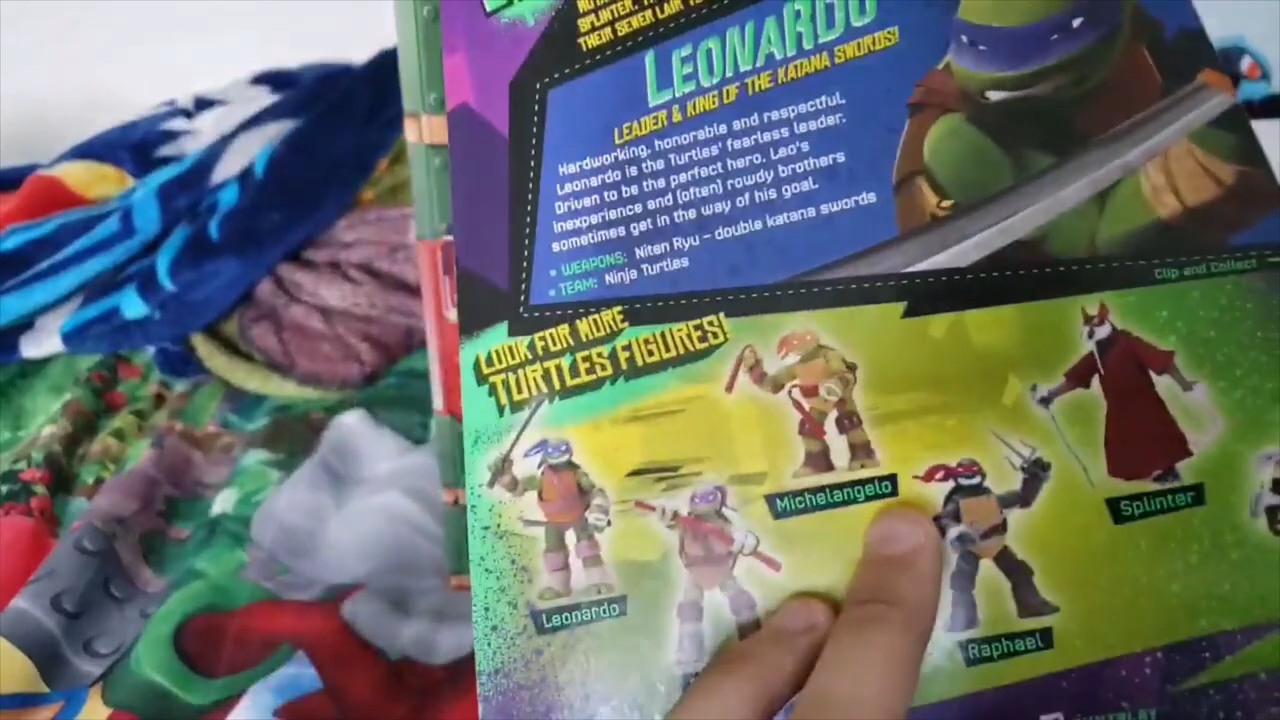 SPLINTER.
THEIR SEWER LAIR
LEONARDO
LEADER & KING OF THE KATANA SWORDS!
Hardworking, honorable and respectful,
Leonardo is the Turtles' fearless leader.
Driven to be the perfect hero, Leo's
inexperience and (often) rowdy brothers
sometimes get in the way of his goal.
• WEAPONS: Niten Ryu – double katana swords
• TEAM: Ninja Turtles
Clip and Collect
LOOK FOR MORE
TURTLES FIGURES!
Michelangelo
Splinter
Leonardo
Raphael